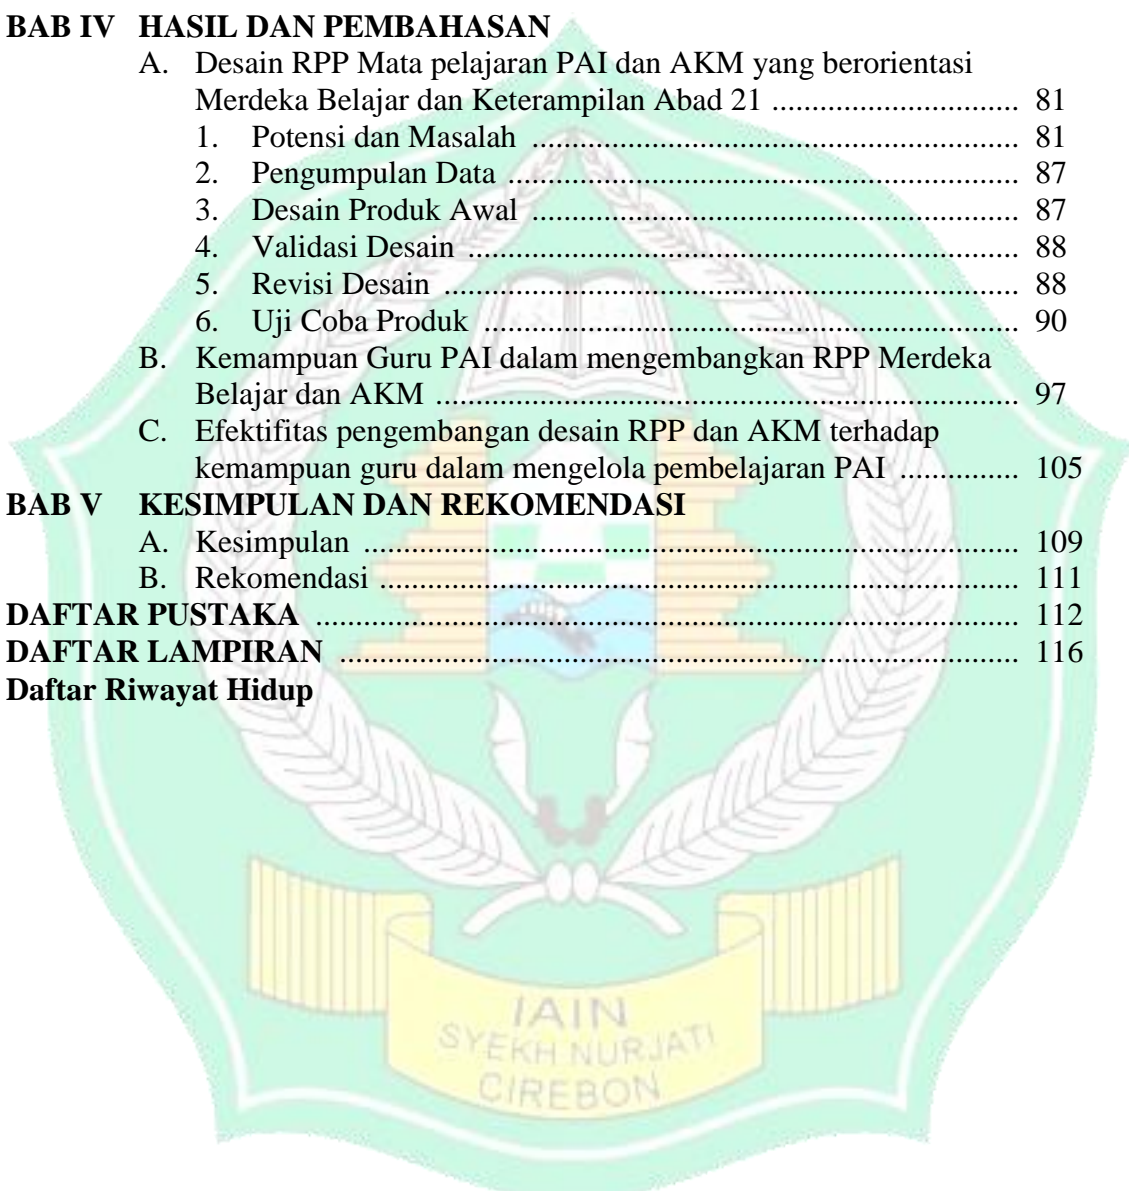 BAB IV HASIL DAN PEMBAHASAN
A. Desain RPP Mata pelajaran PAI dan AKM yang berorientasi
Merdeka Belajar dan Keterampilan Abad 21 ............................... 81
1. Potensi dan Masalah ............................................................. 81
2. Pengumpulan Data ................................................................ 87
3. Desain Produk Awal ............................................................. 87
4. Validasi Desain ..................................................................... 88
5. Revisi Desain ........................................................................ 88
6. Uji Coba Produk ................................................................... 90
B. Kemampuan Guru PAI dalam mengembangkan RPP Merdeka
Belajar dan AKM ......................................................................... 97
C. Efektifitas pengembangan desain RPP dan AKM terhadap
kemampuan guru dalam mengelola pembelajaran PAI ............... 105
BAB V KESIMPULAN DAN REKOMENDASI
A. Kesimpulan .................................................................................. 109
B. Rekomendasi ................................................................................ 111
DAFTAR PUSTAKA ........................................................................................ 112
DAFTAR LAMPIRAN ..................................................................................... 116
Daftar Riwayat Hidup
IAIN
SYEKH NURJATI
CIREBON